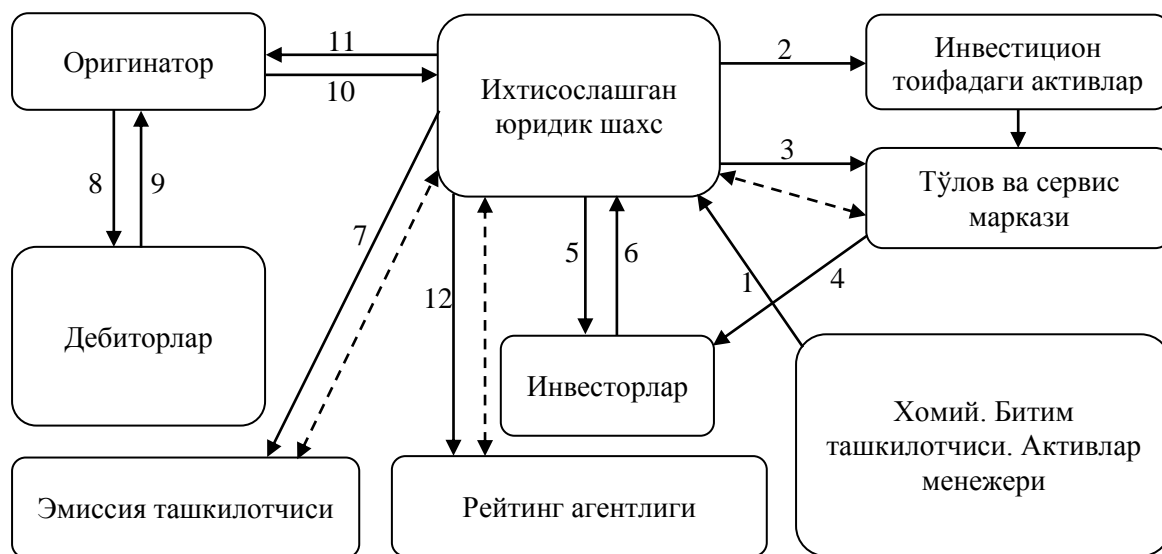 Оригинатор
11
10
Ихтисослашган
юридик шахс
2
Инвестицион
тоифадаги активлар
8
9
3
Тўлов ва сервис
маркази
7
5
6
1
4
12
Дебиторлар
Инвесторлар
Хомий. Битим
ташкилотчиси. Активлар
менежери
Эмиссия ташкилотчиси
Рейтинг агентлиги